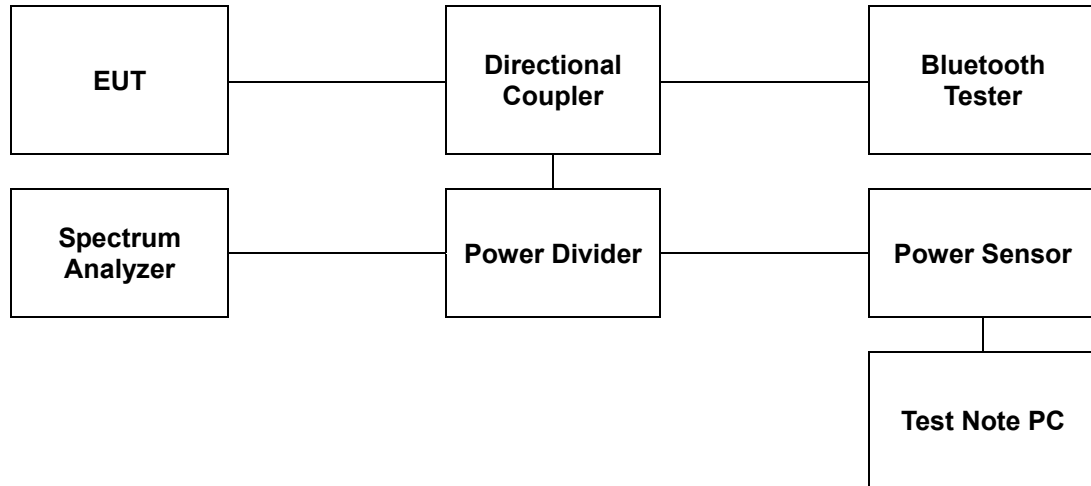 EUT
Directional
Coupler
Bluetooth
Tester
Spectrum
Analyzer
Power Divider
Power Sensor
Test Note PC